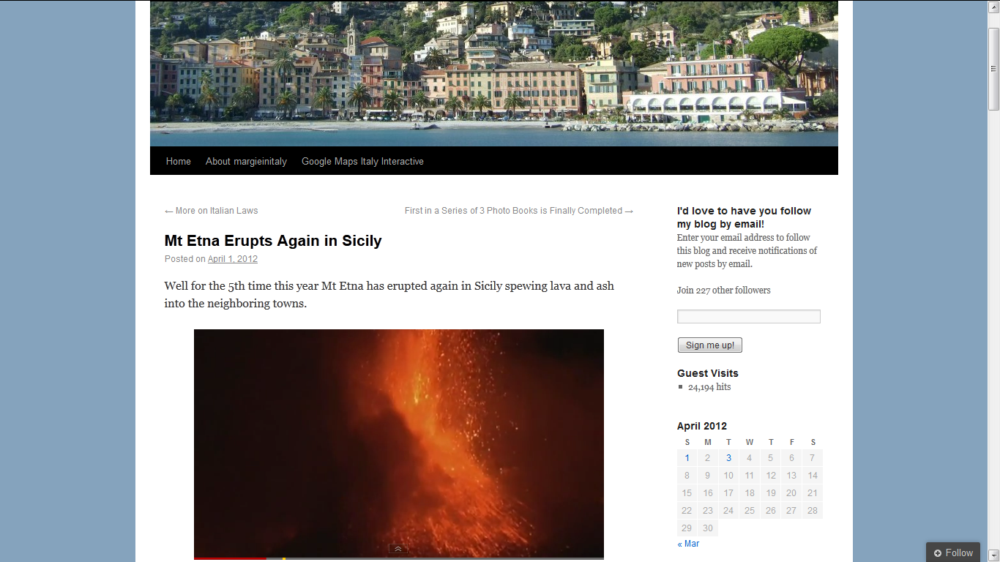 Home About margieinitaly Google Maps Italy Interactive
← More on Italian Laws
First in a Series of 3 Photo Books is Finally Completed →
Mt Etna Erupts Again in Sicily
Posted on April 1, 2012
Well for the 5th time this year Mt Etna has erupted again in Sicily spewing lava and ash
into the neighboring towns.
I'd love to have you follow
my blog by email!
Enter your email address to follow
this blog and receive notifications of
new posts by email.
Join 227 other followers
Sign me up!
Guest Visits
24,194 hits
April 2012
S M T W T F S
1 2 3 4 5 6 7
8 9 10 11 12 13 14
15 16 17 18 19 20 21
22 23 24 25 26 27 28
29 30
« Mar
Follow